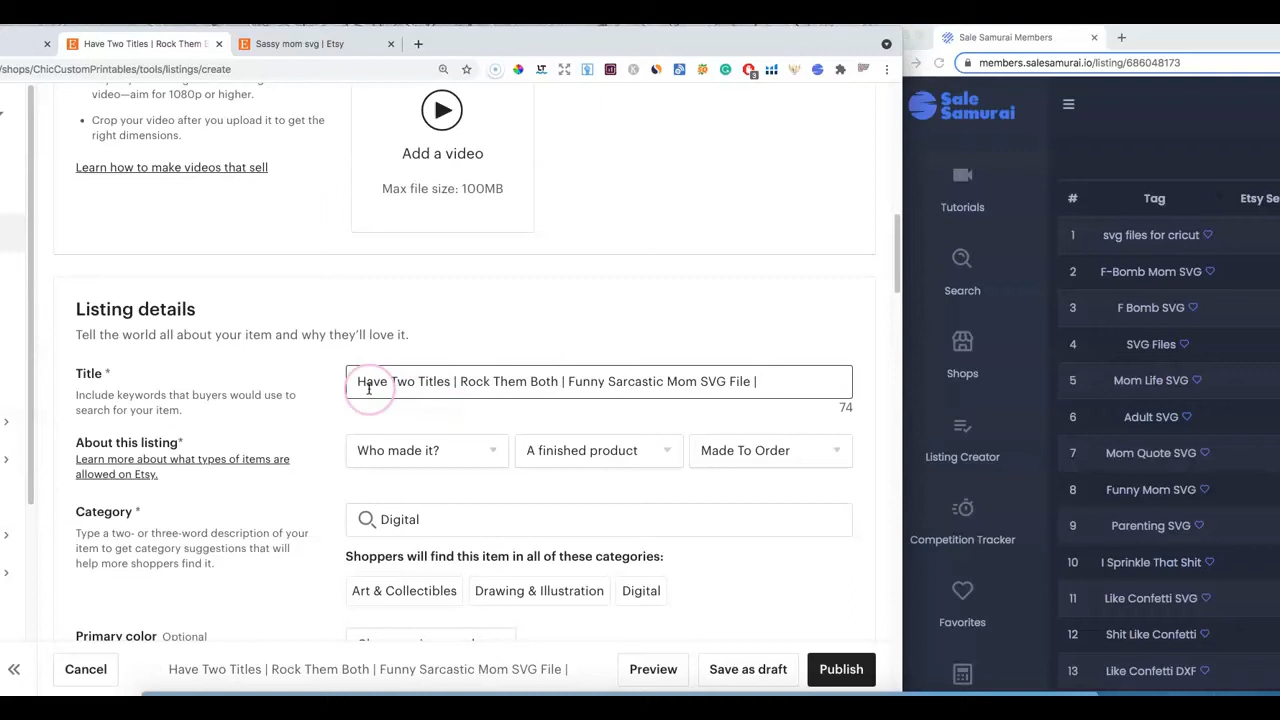 Have Two Titles | Rock Them B
Sassy mom svg | Etsy
/shops/ChicCustomPrintables/tools/listings/create
video—aim for 1080p or higher.
Crop your video after you upload it to get the
right dimensions.
Learn how to make videos that sell
Add a video
Max file size: 100MB
Listing details
Tell the world all about your item and why they'll love it.
Title *
Include keywords that buyers would use to
search for your item.
Have Two Titles | Rock Them Both | Funny Sarcastic Mom SVG File |
74
About this listing*
Learn more about what types of items are
allowed on Etsy.
Who made it?
A finished product
Made To Order
Category *
Type a two- or three-word description of your
item to get category suggestions that will
help more shoppers find it.
Digital
Shoppers will find this item in all of these categories:
Art & Collectibles
Drawing & Illustration
Digital
Primary color Optional
Cancel
Have Two Titles | Rock Them Both | Funny Sarcastic Mom SVG File |
Preview
Save as draft
Publish
Sale Samurai Members
members.salesamurai.io/listing/686048173
Sale
Samurai
Tutorials
Search
Shops
Listing Creator
Competition Tracker
Favorites
# Tag Etsy Se
1 svg files for cricut
2 F-Bomb Mom SVG
3 F Bomb SVG
4 SVG Files
5 Mom Life SVG
6 Adult SVG
7 Mom Quote SVG
8 Funny Mom SVG
9 Parenting SVG
10 I Sprinkle That Shit
11 Like Confetti SVG
12 Shit Like Confetti
13 Like Confetti DXF